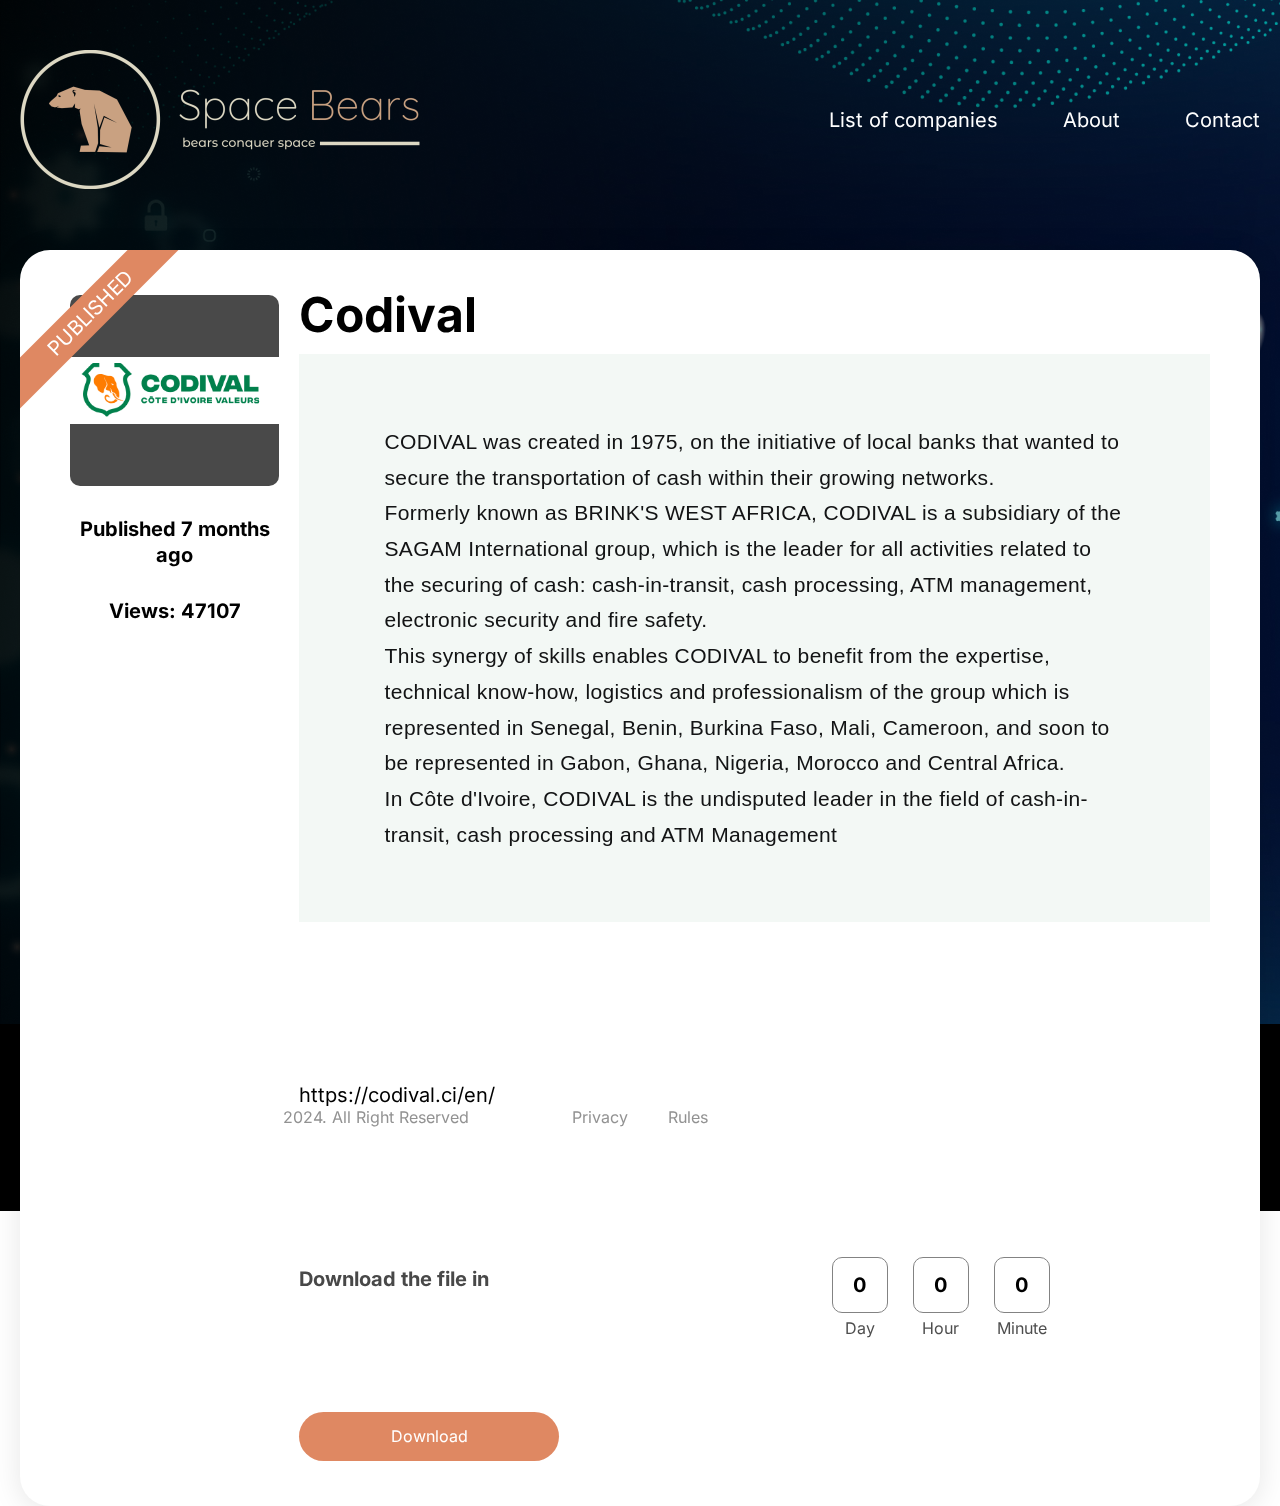 Space Bears
bears conquer space
List of companies
About
Contact
PUBLISHED
CODIVAL
CÔTE D'IVOIRE VALEURS
Published 7 months
ago
Views: 47107
Codival
CODIVAL was created in 1975, on the initiative of local banks that wanted to
secure the transportation of cash within their growing networks.
Formerly known as BRINK'S WEST AFRICA, CODIVAL is a subsidiary of the
SAGAM International group, which is the leader for all activities related to
the securing of cash: cash-in-transit, cash processing, ATM management,
electronic security and fire safety.
This synergy of skills enables CODIVAL to benefit from the expertise,
technical know-how, logistics and professionalism of the group which is
represented in Senegal, Benin, Burkina Faso, Mali, Cameroon, and soon to
be represented in Gabon, Ghana, Nigeria, Morocco and Central Africa.
In Côte d'Ivoire, CODIVAL is the undisputed leader in the field of cash-in-
transit, cash processing and ATM Management
https://codival.ci/en/
2024. All Right Reserved
Privacy
Rules
Download the file in
0 0 0
Day Hour Minute
Download